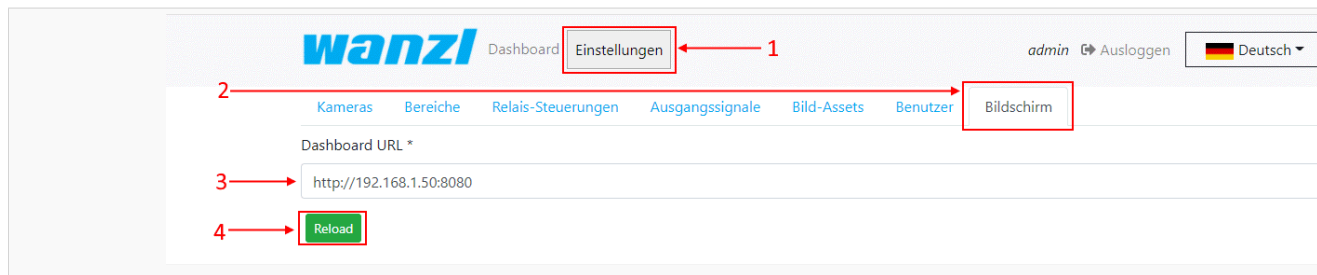 wanzl Dashboard Einstellungen 1 admin Ausloggen Deutsch
2
Kameras Bereiche Relais-Steuerungen Ausgangssignale Bild-Assets Benutzer Bildschirm
Dashboard URL *
3 http://192.168.1.50:8080
4 Reload